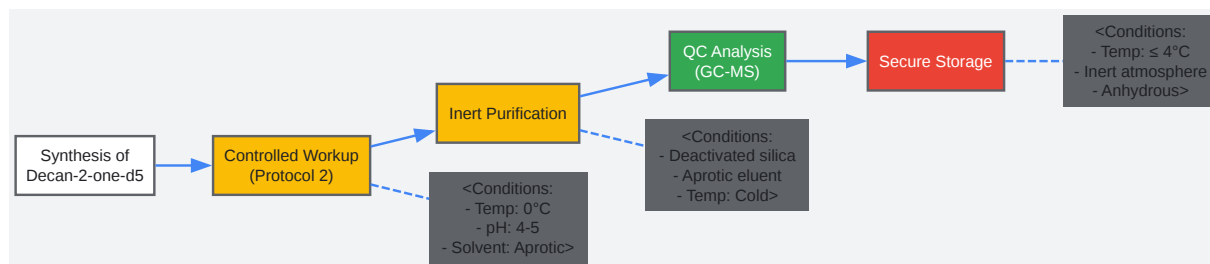 Synthesis of
Decan-2-one-d5
Controlled Workup
(Protocol 2)
<Conditions:
- Temp: 0°C
- pH: 4-5
- Solvent: Aprotic>
Inert Purification
<Conditions:
- Deactivated silica
- Aprotic eluent
- Temp: Cold>
QC Analysis
(GC-MS)
Secure Storage
<Conditions:
- Temp: ≤ 4°C
- Inert atmosphere
- Anhydrous>